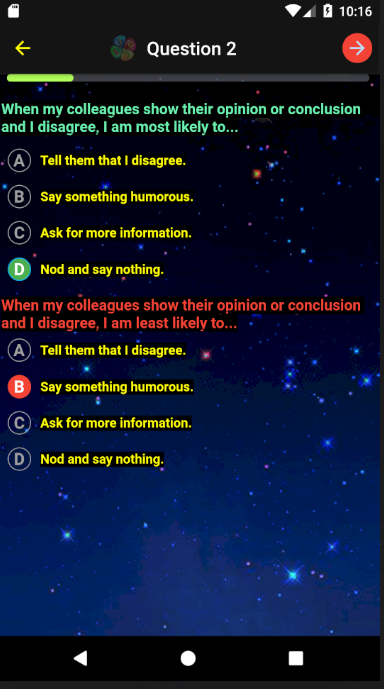 10:16
Question 2
When my colleagues show their opinion or conclusion
and I disagree, I am most likely to...
A Tell them that I disagree.
B Say something humorous.
C Ask for more information.
D Nod and say nothing.
When my colleagues show their opinion or conclusion
and I disagree, I am least likely to...
A Tell them that I disagree.
B Say something humorous.
C Ask for more information.
D Nod and say nothing.